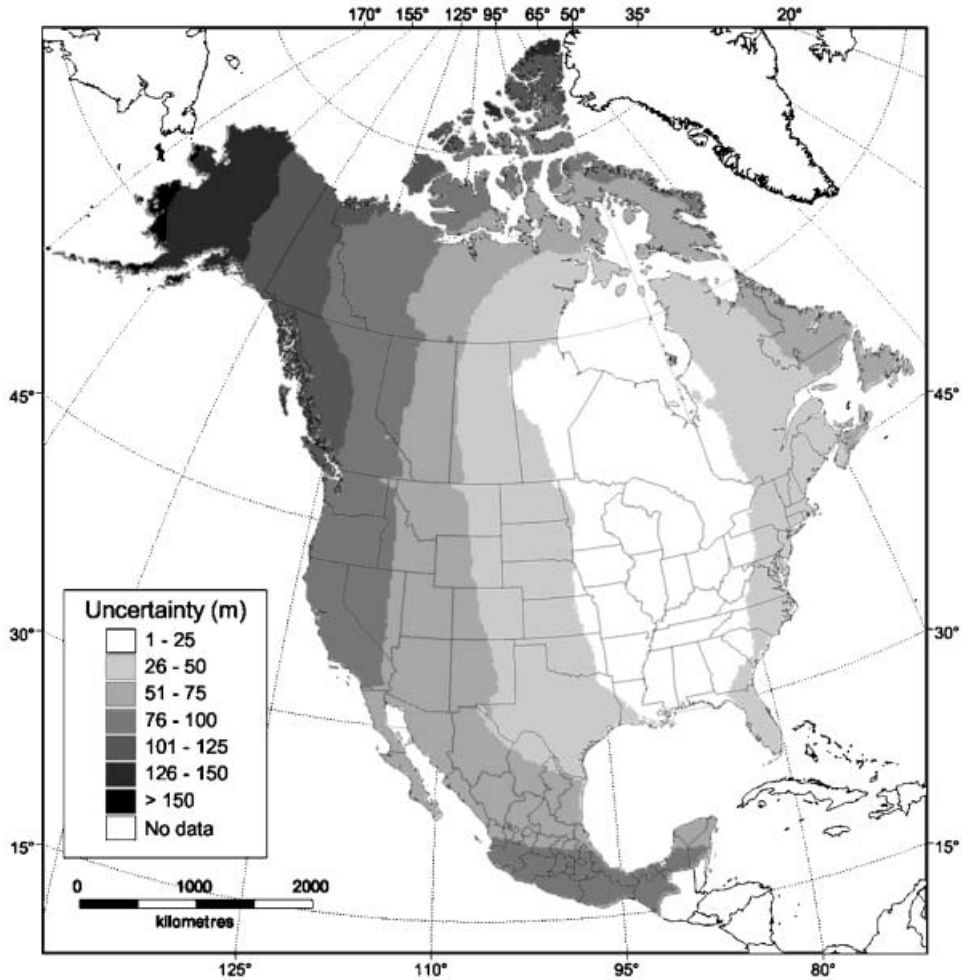 170° 155° 125° 95° 65° 50° 35° 20°
45° 45°
Uncertainty (m)
1 - 25
26 - 50
51 - 75
76 - 100
101 - 125
126 - 150
> 150
No data
30° 30°
15° 15°
0 1000 2000
kilometres
125° 110° 95° 80°